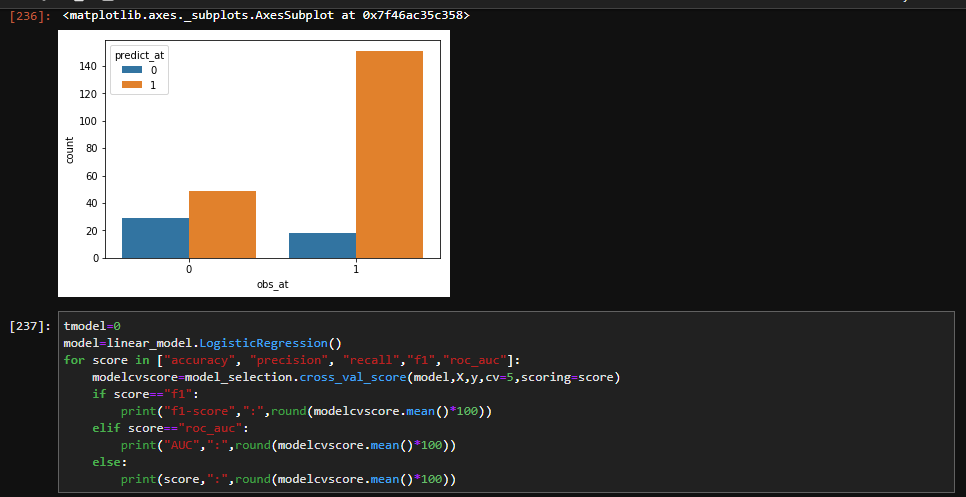 [236]: <matplotlib.axes._subplots.AxesSubplot at 0x7f46ac35c358>
predict_at
0
1
140
120
100
80
60
40
20
0
count
0 1
obs_at
[237]: tmodel=0
model=linear_model.LogisticRegression()
for score in ["accuracy", "precision", "recall","f1","roc_auc"]:
    modelcvscore=model_selection.cross_val_score(model,X,y,cv=5,scoring=score)
    if score=="f1":
        print("f1-score",":",round(modelcvscore.mean()*100))
    elif score=="roc_auc":
        print("AUC",":",round(modelcvscore.mean()*100))
    else:
        print(score,":",round(modelcvscore.mean()*100))